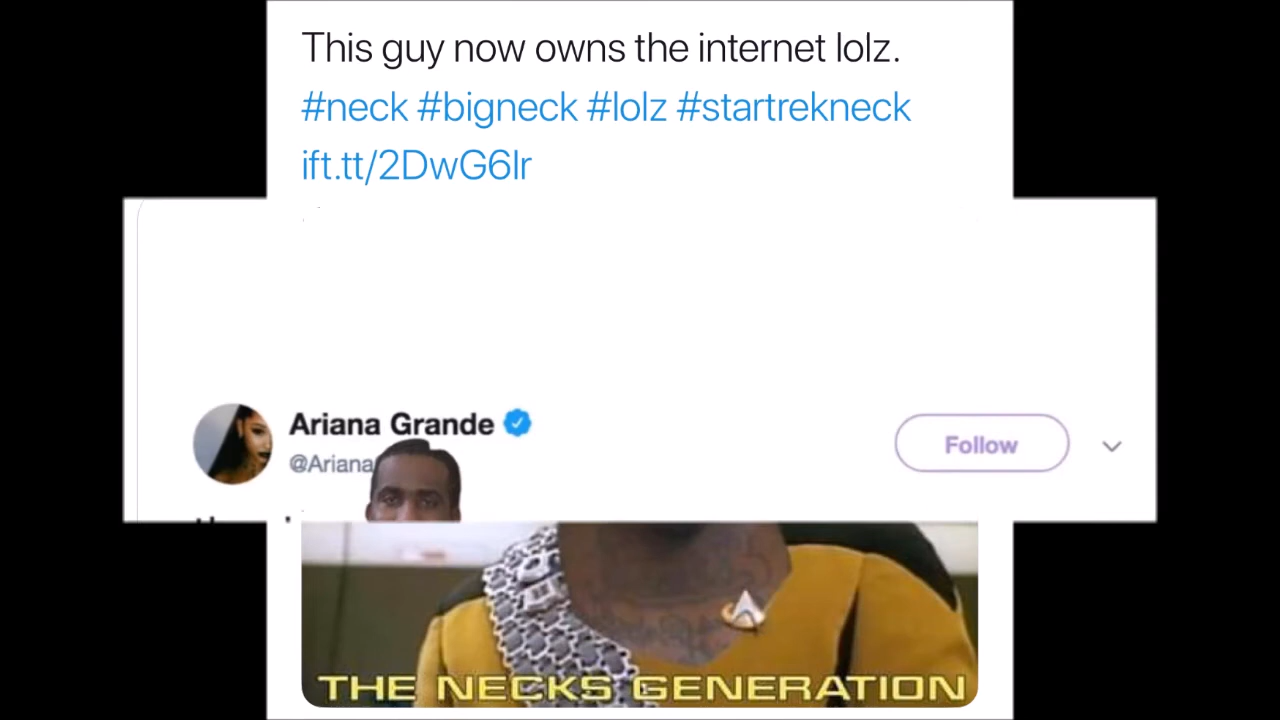 This guy now owns the internet lolz.
#neck #bigneck #lolz #startrekneck
ift.tt/2DwG6lr
Ariana Grande
@Ariana
Follow
THE NECKS GENERATION